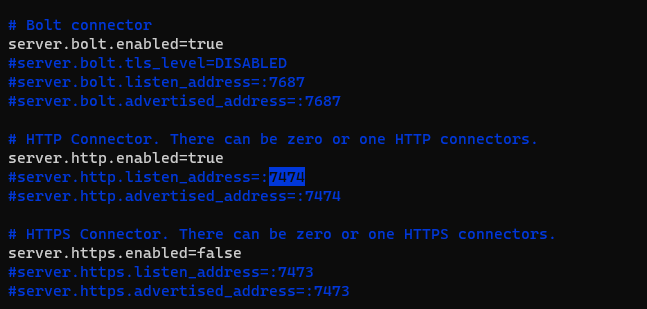 # Bolt connector
server.bolt.enabled=true
#server.bolt.tls_level=DISABLED
#server.bolt.listen_address=:7687
#server.bolt.advertised_address=:7687
# HTTP Connector. There can be zero or one HTTP connectors.
server.http.enabled=true
#server.http.listen_address=:7474
#server.http.advertised_address=:7474
# HTTPS Connector. There can be zero or one HTTPS connectors.
server.https.enabled=false
#server.https.listen_address=:7473
#server.https.advertised_address=:7473